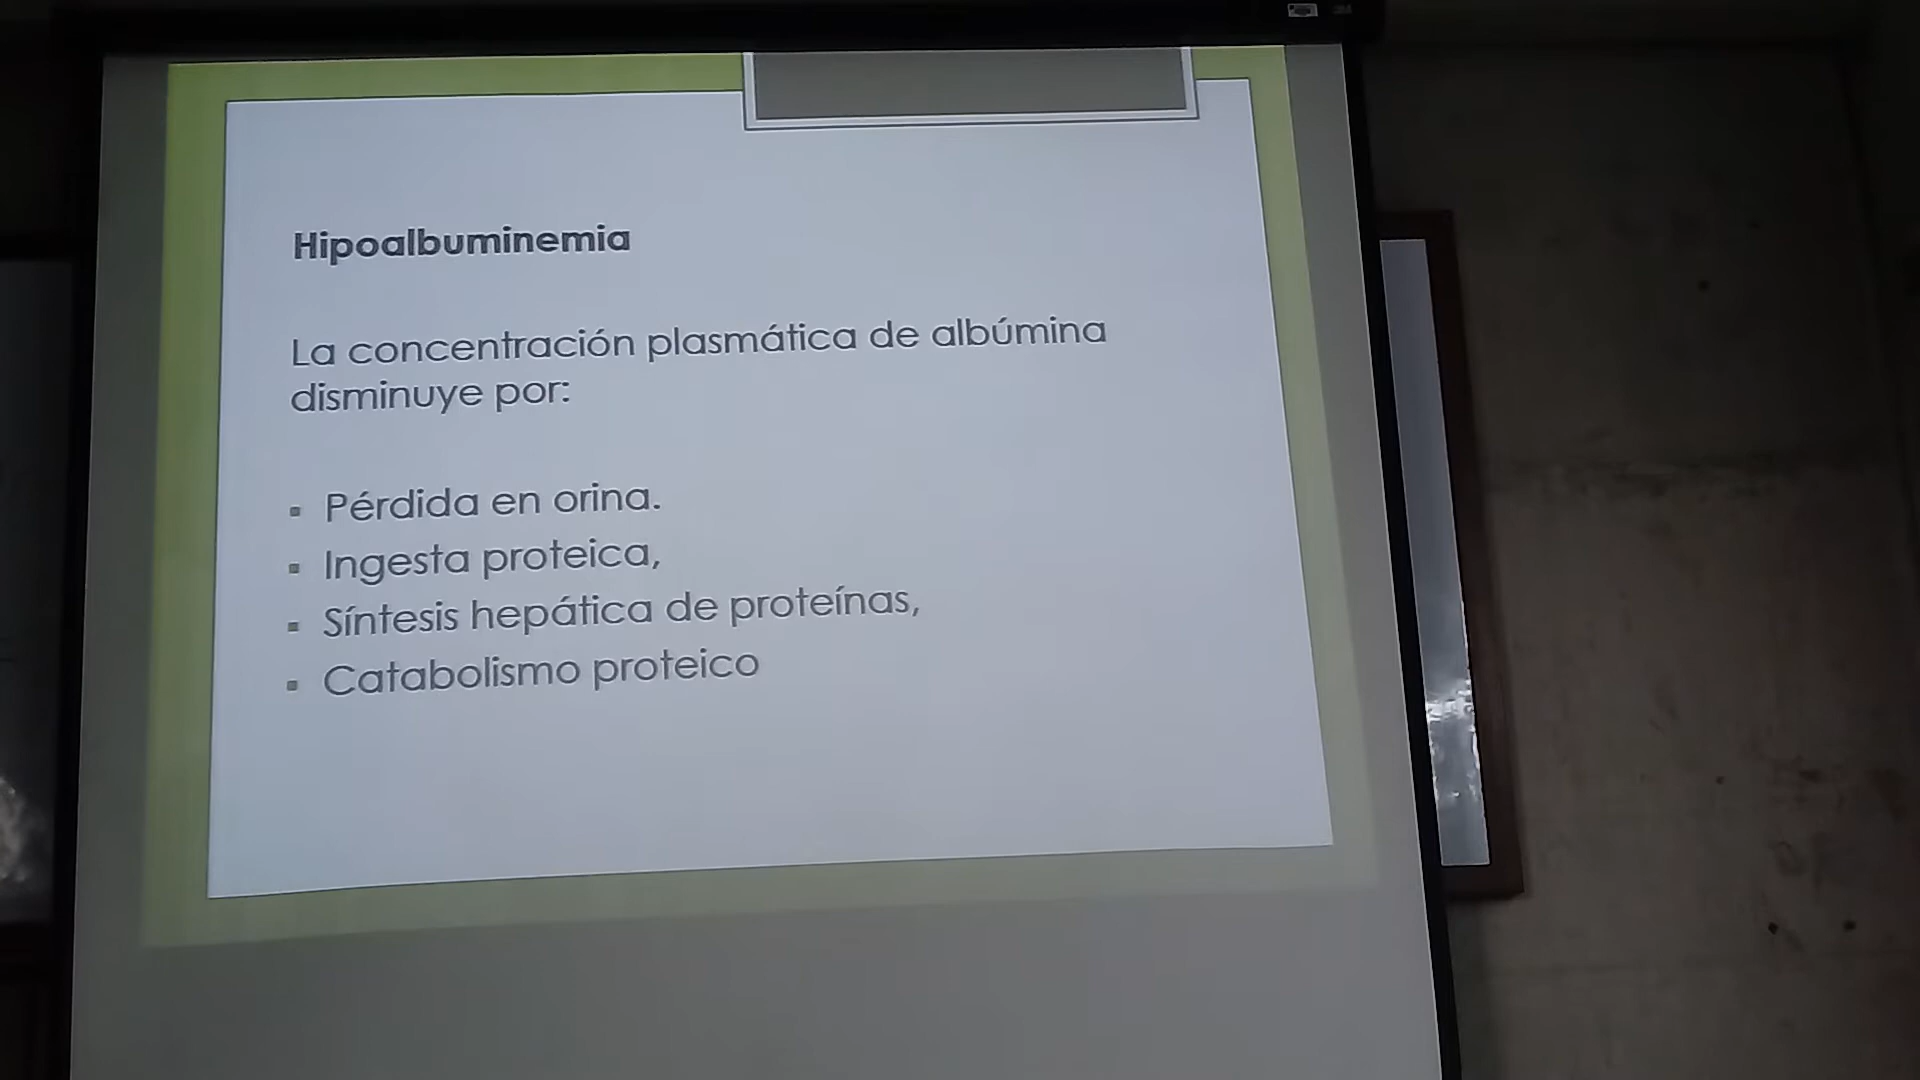 Hipoalbuminemia
La concentración plasmática de albúmina
disminuye por:
▪ Pérdida en orina.
▪ Ingesta proteica,
▪ Síntesis hepática de proteínas,
▪ Catabolismo proteico